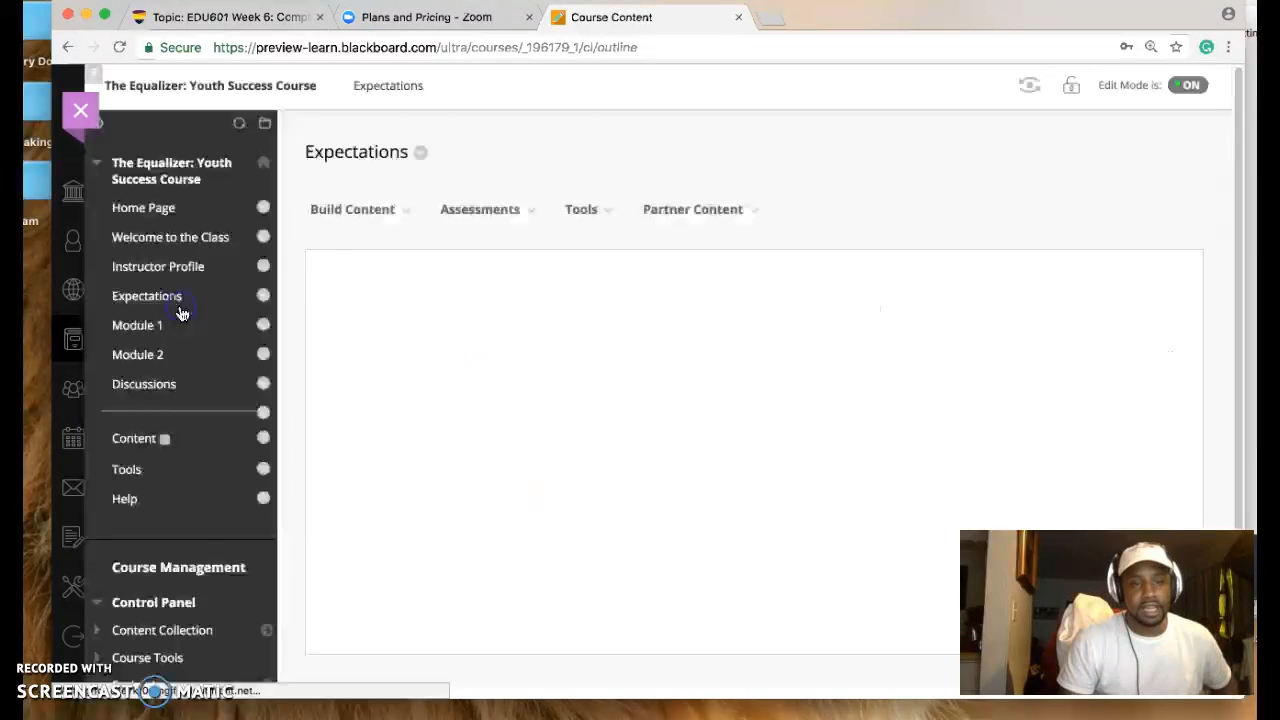 Topic: EDU601 Week 6: Comp
Plans and Pricing - Zoom
Course Content
Secure
https://preview-learn.blackboard.com/ultra/courses/_196179_1/cl/outline
The Equalizer: Youth Success Course
Expectations
Edit Mode is:
ON
The Equalizer: Youth
Success Course
Home Page
Welcome to the Class
Instructor Profile
Expectations
Module 1
Module 2
Discussions
Content
Tools
Help
Course Management
Control Panel
Content Collection
Course Tools
Expectations
Build Content
Assessments
Tools
Partner Content
RECORDED WITH
SCREENCAST MATIC